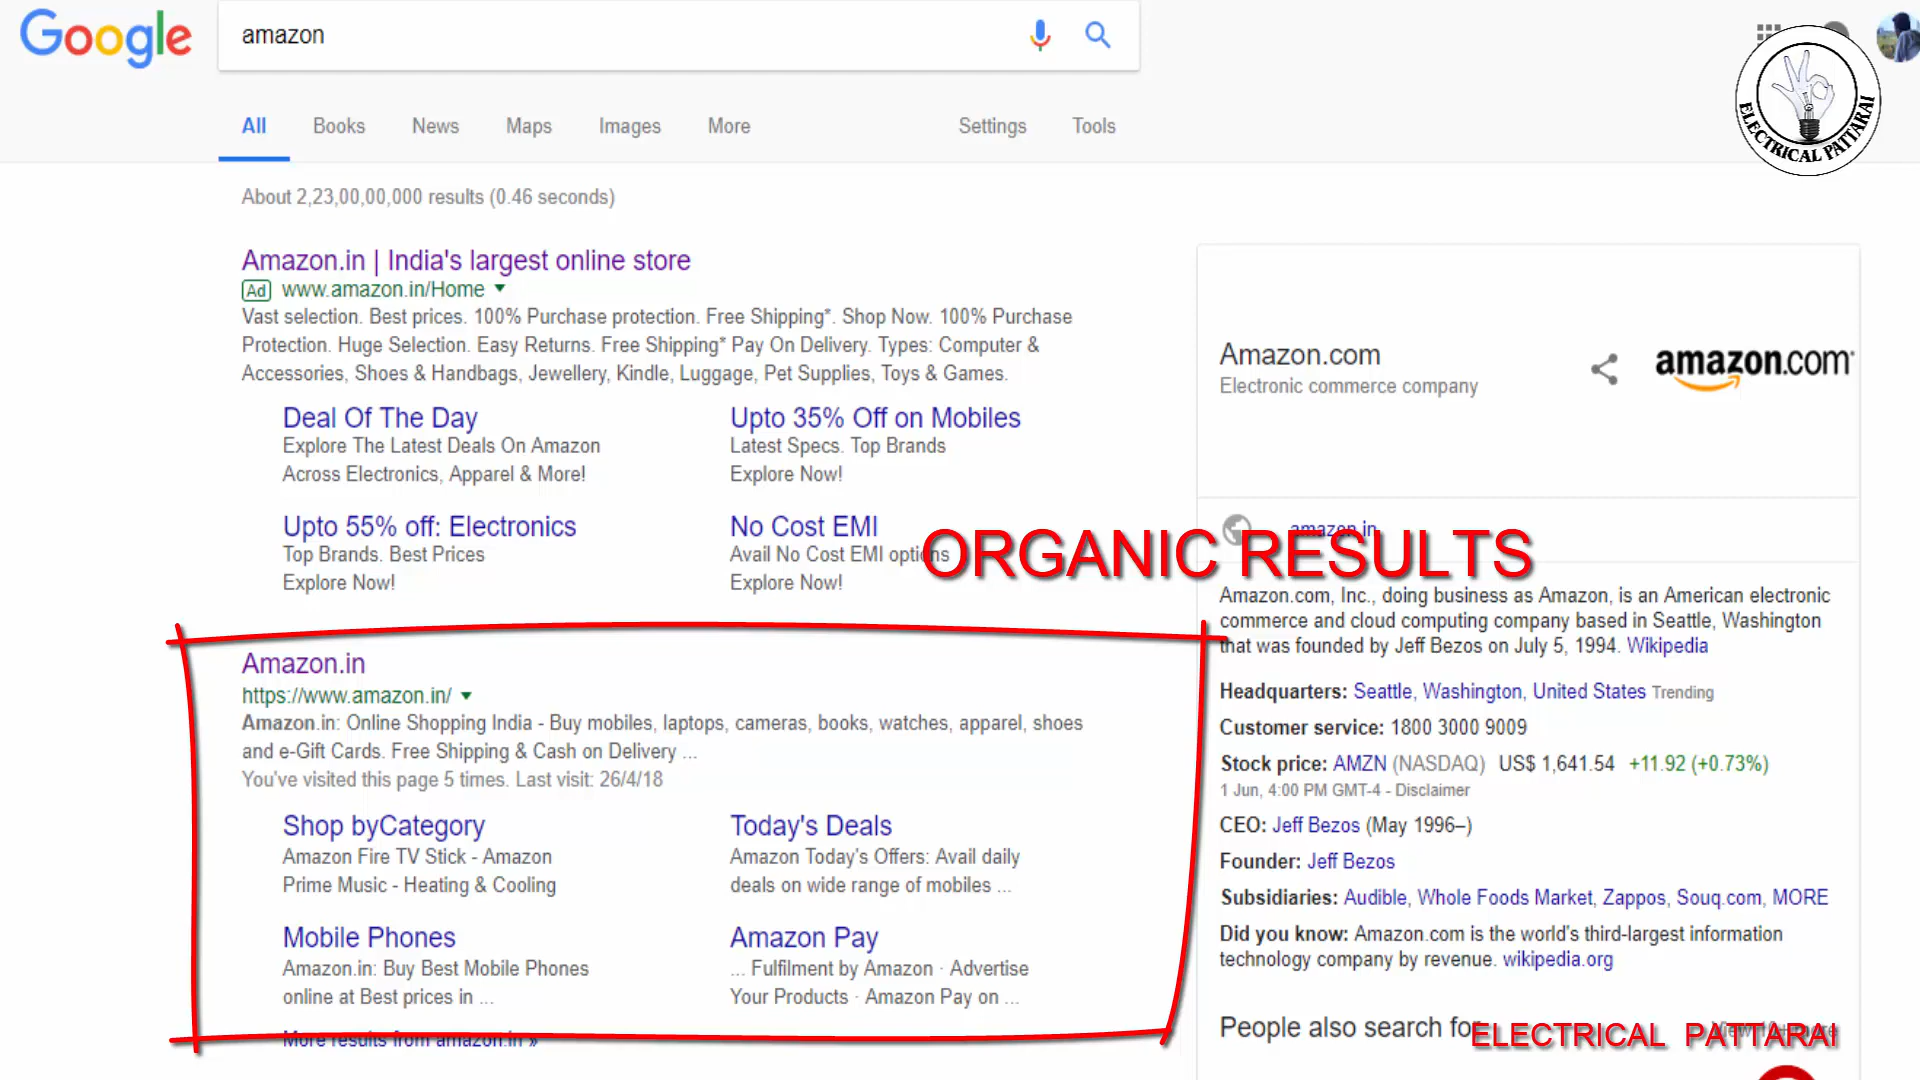 Google
amazon
All Books News Maps Images More Settings Tools
ELECTRICAL PATTARAI
About 2,23,00,00,000 results (0.46 seconds)
Amazon.in | India's largest online store
Ad www.amazon.in/Home
Vast selection. Best prices. 100% Purchase protection. Free Shipping*. Shop Now. 100% Purchase
Protection. Huge Selection. Easy Returns. Free Shipping* Pay On Delivery. Types: Computer &
Accessories, Shoes & Handbags, Jewellery, Kindle, Luggage, Pet Supplies, Toys & Games.
Deal Of The Day
Explore The Latest Deals On Amazon
Across Electronics, Apparel & More!
Upto 35% Off on Mobiles
Latest Specs. Top Brands
Explore Now!
Upto 55% off: Electronics
Top Brands. Best Prices
Explore Now!
No Cost EMI
Avail No Cost EMI options
Explore Now!
ORGANIC RESULTS
Amazon.in
https://www.amazon.in/
Amazon.in: Online Shopping India - Buy mobiles, laptops, cameras, books, watches, apparel, shoes
and e-Gift Cards. Free Shipping & Cash on Delivery ...
You've visited this page 5 times. Last visit: 26/4/18
Shop byCategory
Amazon Fire TV Stick - Amazon
Prime Music - Heating & Cooling
Today's Deals
Amazon Today's Offers: Avail daily
deals on wide range of mobiles ...
Mobile Phones
Amazon.in: Buy Best Mobile Phones
online at Best prices in ...
Amazon Pay
... Fulfilment by Amazon · Advertise
Your Products · Amazon Pay on ...
More results from amazon.in »
Amazon.com
Electronic commerce company
amazon.com
amazon.in
Amazon.com, Inc., doing business as Amazon, is an American electronic
commerce and cloud computing company based in Seattle, Washington
that was founded by Jeff Bezos on July 5, 1994. Wikipedia
Headquarters: Seattle, Washington, United States Trending
Customer service: 1800 3000 9009
Stock price: AMZN (NASDAQ) US$ 1,641.54 +11.92 (+0.73%)
1 Jun, 4:00 PM GMT-4 - Disclaimer
CEO: Jeff Bezos (May 1996–)
Founder: Jeff Bezos
Subsidiaries: Audible, Whole Foods Market, Zappos, Souq.com, MORE
Did you know: Amazon.com is the world's third-largest information
technology company by revenue. wikipedia.org
People also search for
ELECTRICAL PATTARAI